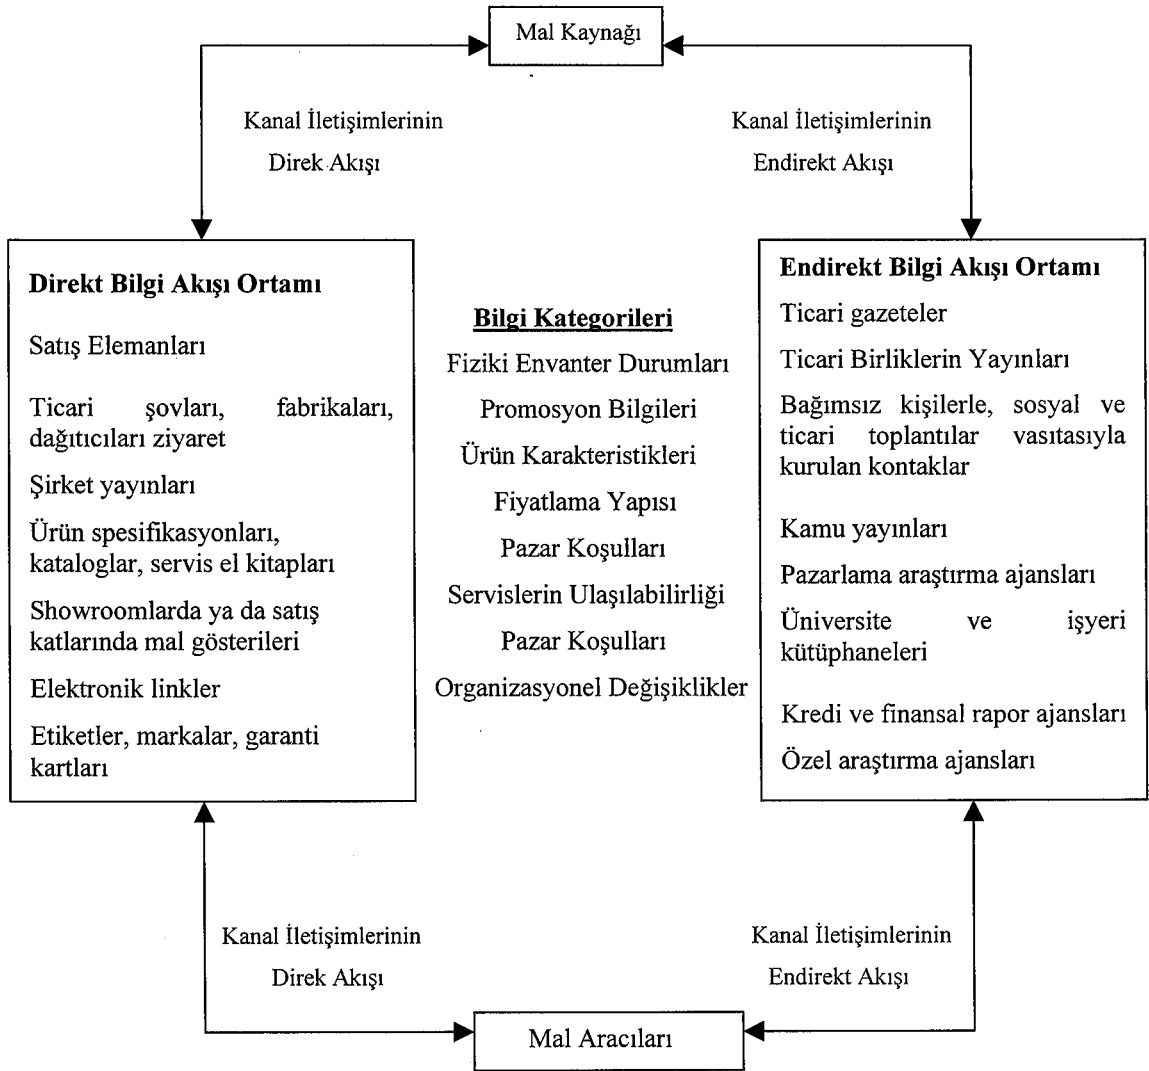 Mal Kaynağı
Kanal İletişimlerinin
Direk Akışı
Kanal İletişimlerinin
Endirekt Akışı
Direkt Bilgi Akışı Ortamı
Satış Elemanları
Ticari şovları, fabrikaları,
dağıtıcıları ziyaret
Şirket yayınları
Ürün spesifikasyonları,
kataloglar, servis el kitapları
Showroomlarda ya da satış
katlarında mal gösterileri
Elektronik linkler
Etiketler, markalar, garanti
kartları
Bilgi Kategorileri
Fiziki Envanter Durumları
Promosyon Bilgileri
Ürün Karakteristikleri
Fiyatlama Yapısı
Pazar Koşulları
Servislerin Ulaşılabilirliği
Pazar Koşulları
Organizasyonel Değişiklikler
Endirekt Bilgi Akışı Ortamı
Ticari gazeteler
Ticari Birliklerin Yayınları
Bağımsız kişilerle, sosyal ve
ticari toplantılar vasıtasıyla
kurulan kontaklar
Kamu yayınları
Pazarlama araştırma ajansları
Üniversite ve işyeri
kütüphaneleri
Kredi ve finansal rapor ajansları
Özel araştırma ajansları
Kanal İletişimlerinin
Direk Akışı
Kanal İletişimlerinin
Endirekt Akışı
Mal Aracıları